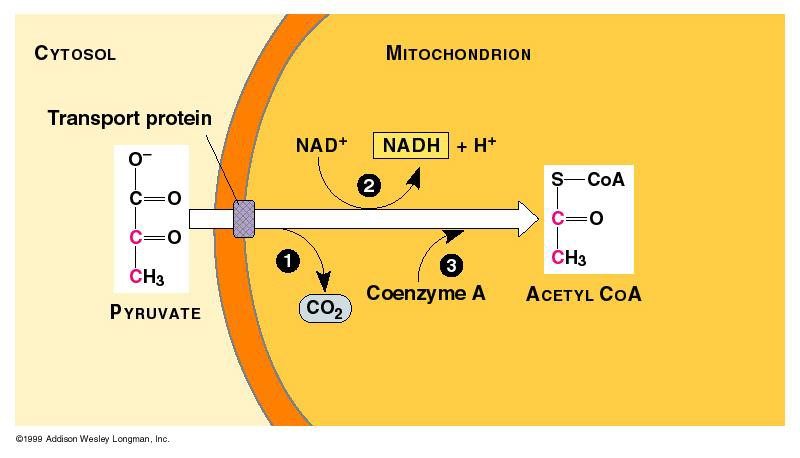 CYTOSOL
MITOCHONDRION
Transport protein
NAD+ NADH + H+
O–
C=O
C=O
CH3
PYRUVATE
2
1
CO2
3
Coenzyme A
S—CoA
C=O
CH3
ACETYL COA
©1999 Addison Wesley Longman, Inc.